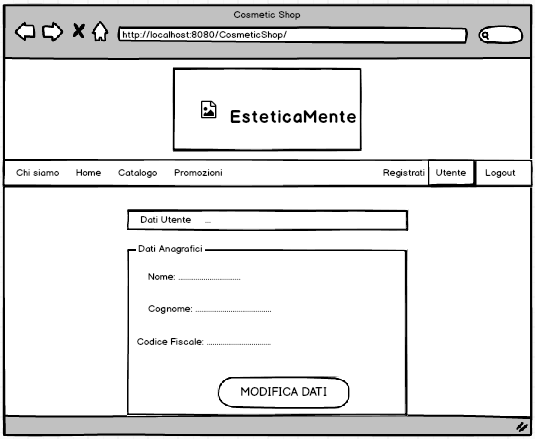 Cosmetic Shop
http://localhost:8080/CosmeticShop/
EsteticaMente
Chi siamo Home Catalogo Promozioni Registrati Utente Logout
Dati Utente ...
Dati Anagrafici
Nome: ............................
Cognome: .................................
Codice Fiscale: ............................
MODIFICA DATI